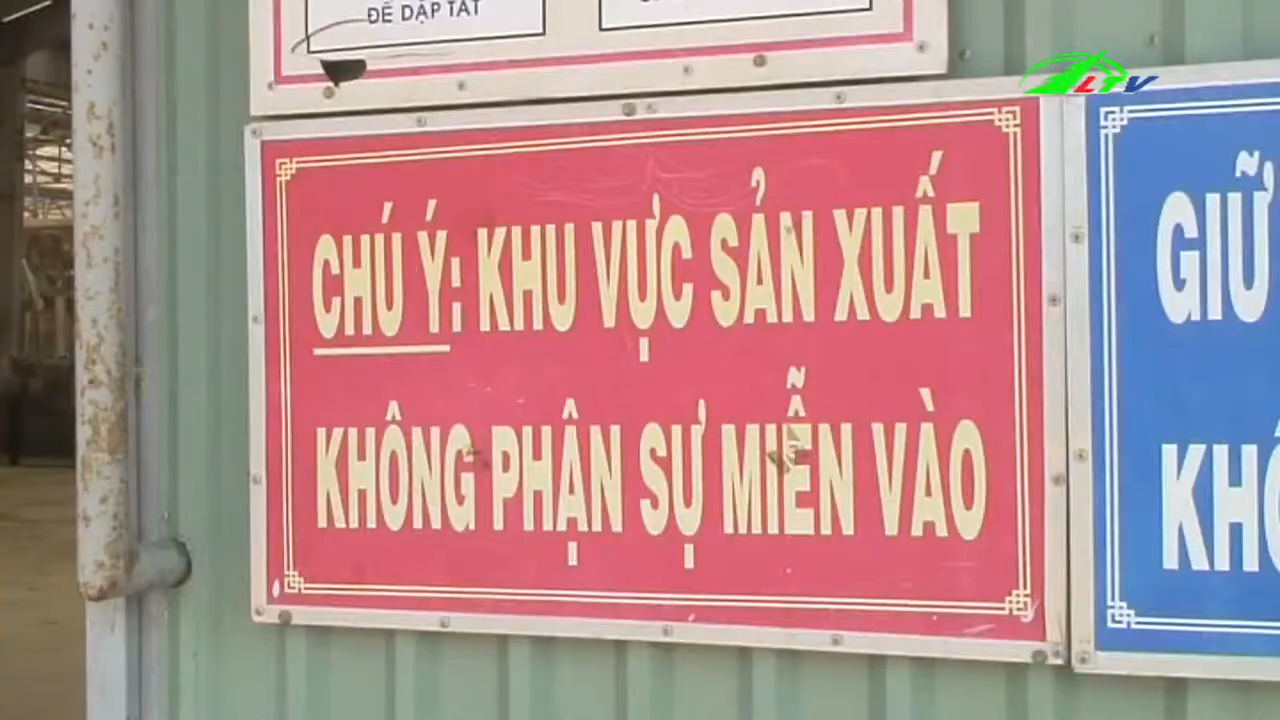 ĐỂ DẬP TẮT
LTV
CHÚ Ý: KHU VỰC SẢN XUẤT
KHÔNG PHẬN SỰ MIỄN VÀO
GIỮ